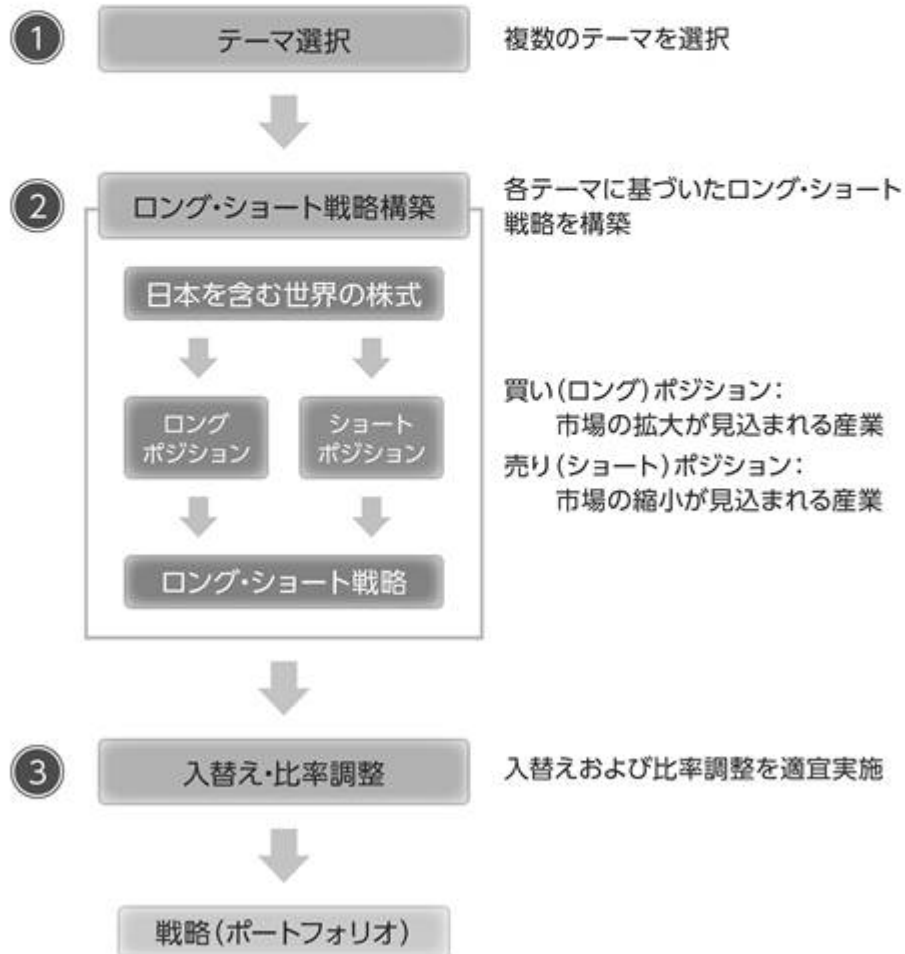 1
テーマ選択
複数のテーマを選択
2
ロング・ショート戦略構築
各テーマに基づいたロング・ショート
戦略を構築
日本を含む世界の株式
ロング
ポジション
ショート
ポジション
買い(ロング)ポジション：
市場の拡大が見込まれる産業
売り(ショート)ポジション：
市場の縮小が見込まれる産業
ロング・ショート戦略
3
入替え・比率調整
入替えおよび比率調整を適宜実施
戦略(ポートフォリオ)